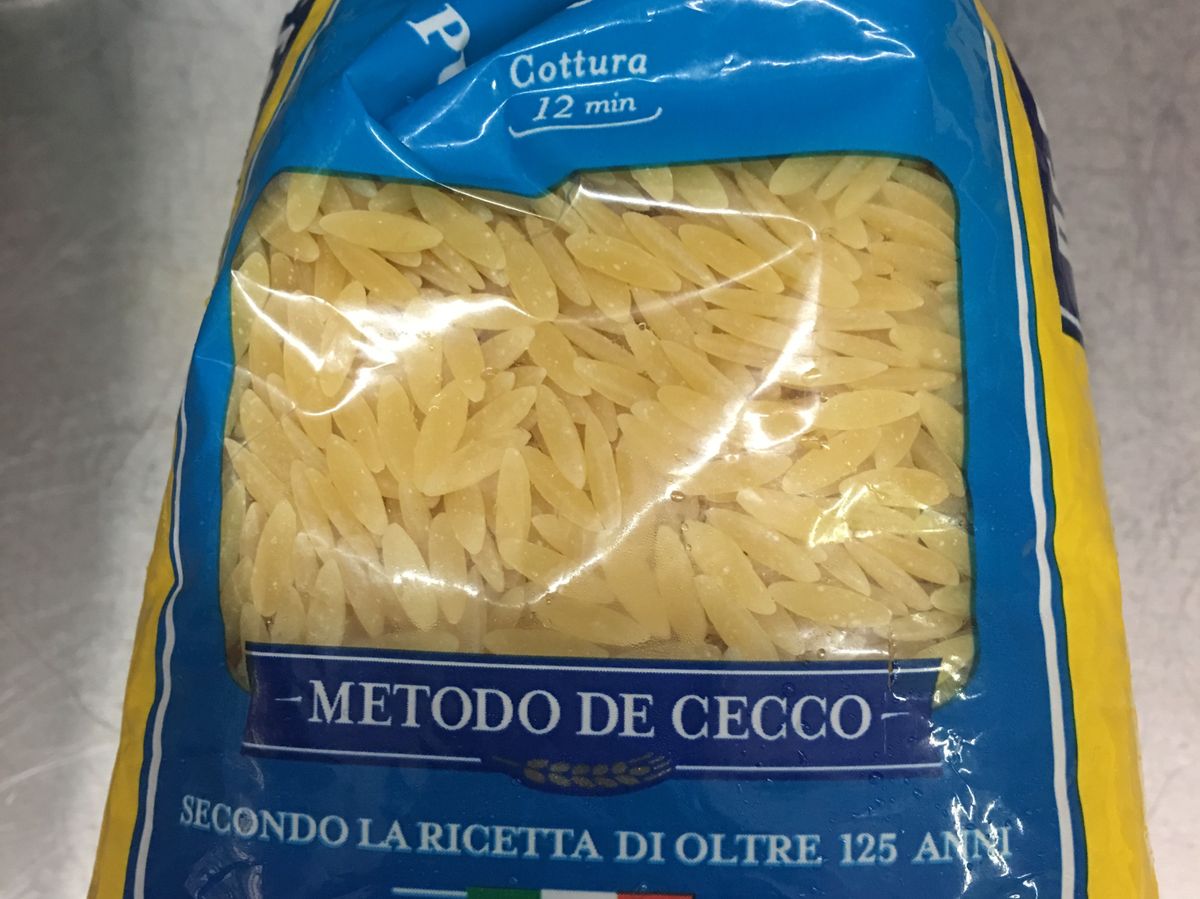 Cottura
12 min
METODO DE CECCO
SECONDO LA RICETTA DI OLTRE 125 ANNI